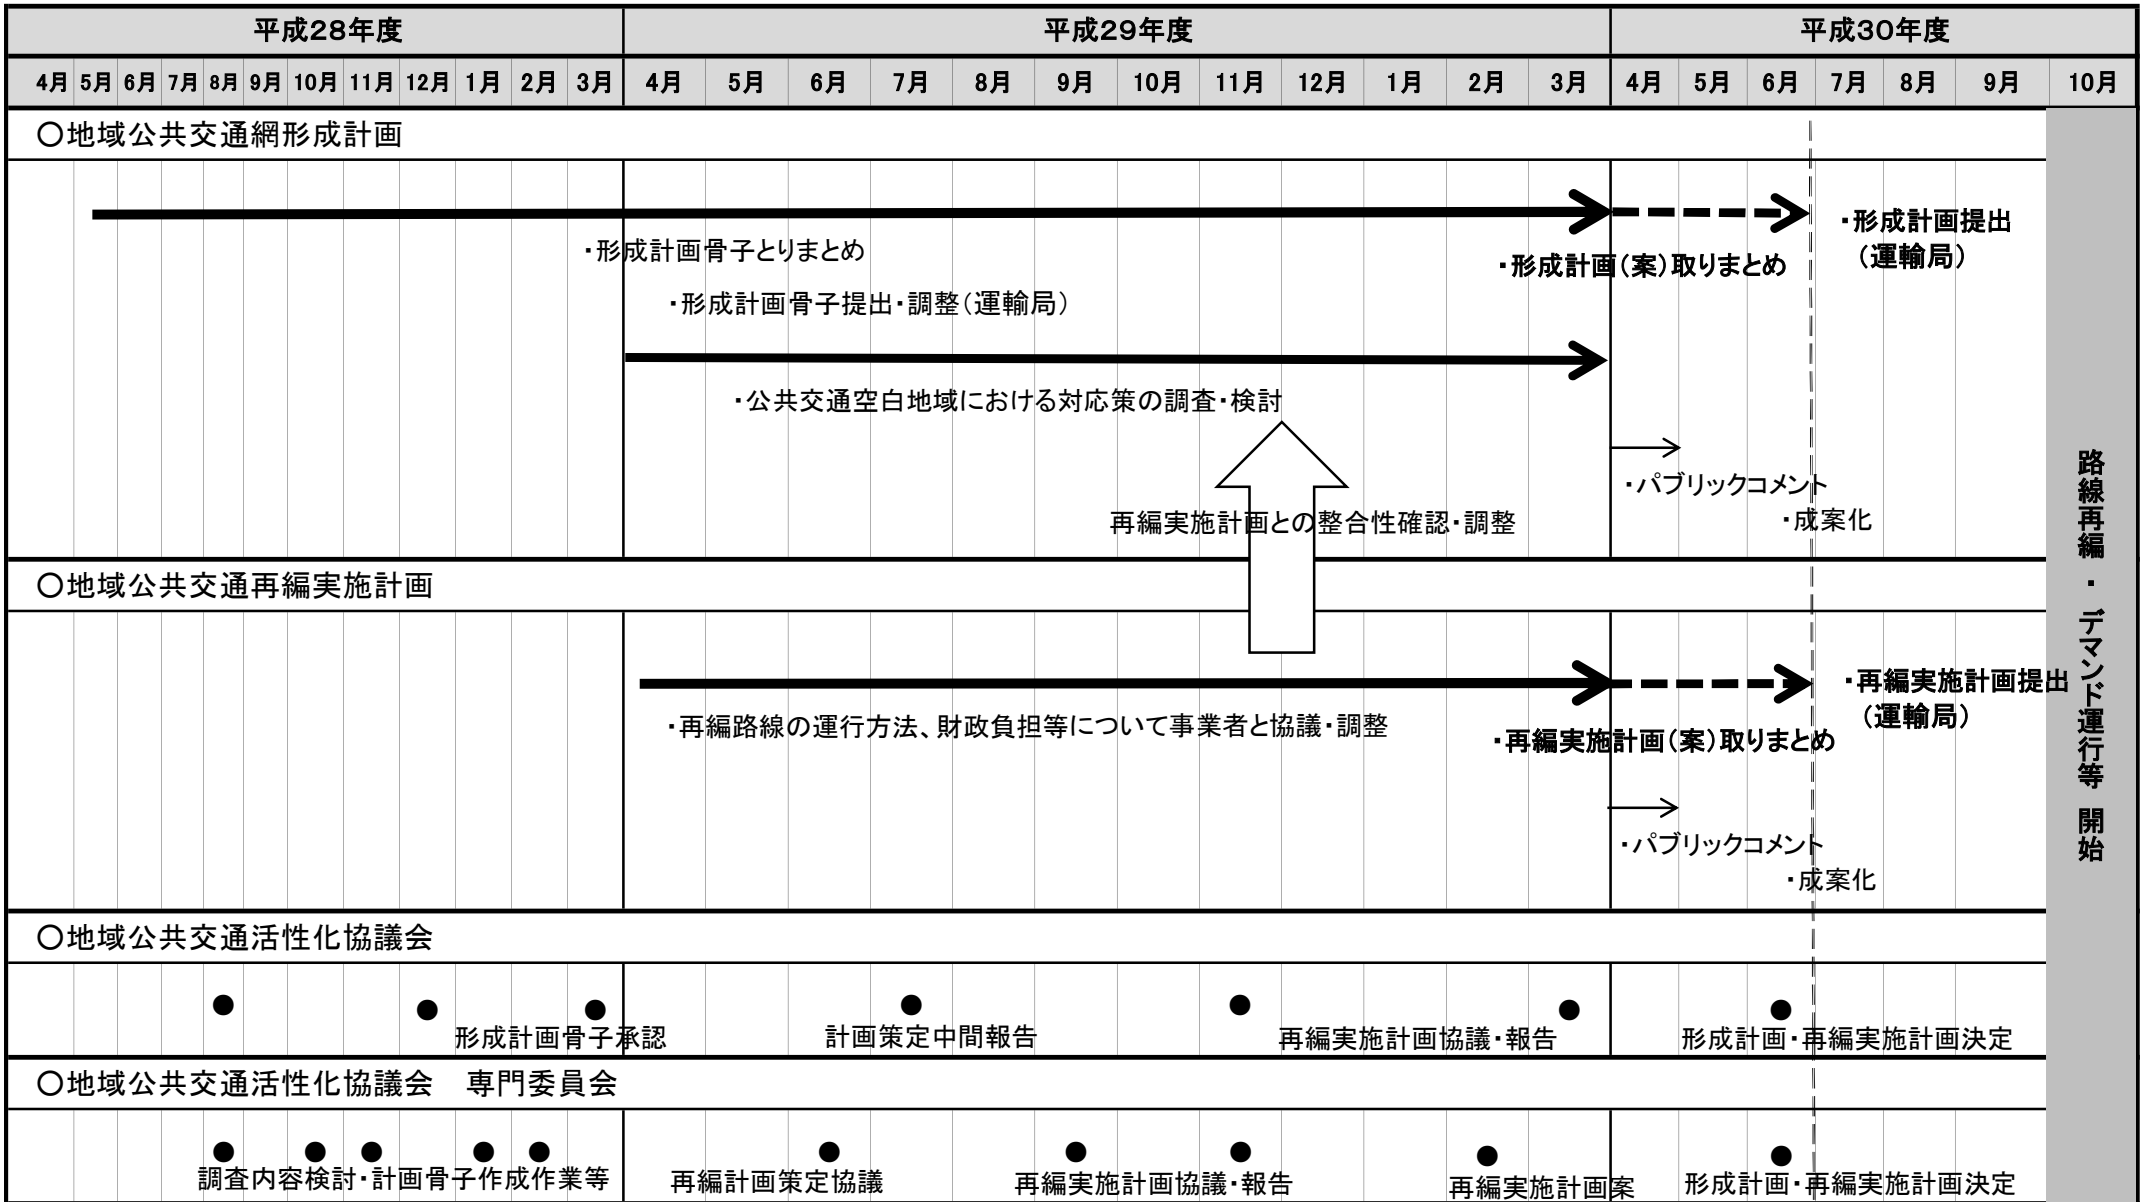 平成28年度 平成29年度 平成30年度
4月 5月 6月 7月 8月 9月 10月 11月 12月 1月 2月 3月 4月 5月 6月 7月 8月 9月 10月 11月 12月 1月 2月 3月 4月 5月 6月 7月 8月 9月 10月
○地域公共交通網形成計画
・形成計画骨子とりまとめ
・形成計画(案)取りまとめ
・形成計画提出
(運輸局)
・形成計画骨子提出・調整(運輸局)
・公共交通空白地域における対応策の調査・検討
・パブリックコメント
・成案化
再編実施計画との整合性確認・調整
○地域公共交通再編実施計画
・再編路線の運行方法、財政負担等について事業者と協議・調整
・再編実施計画(案)取りまとめ
・再編実施計画提出
(運輸局)
・パブリックコメント
・成案化
路線再編・デマンド運行等 開始
○地域公共交通活性化協議会
形成計画骨子承認 計画策定中間報告 再編実施計画協議・報告 形成計画・再編実施計画決定
○地域公共交通活性化協議会 専門委員会
調査内容検討・計画骨子作成作業等 再編計画策定協議 再編実施計画協議・報告 再編実施計画案 形成計画・再編実施計画決定